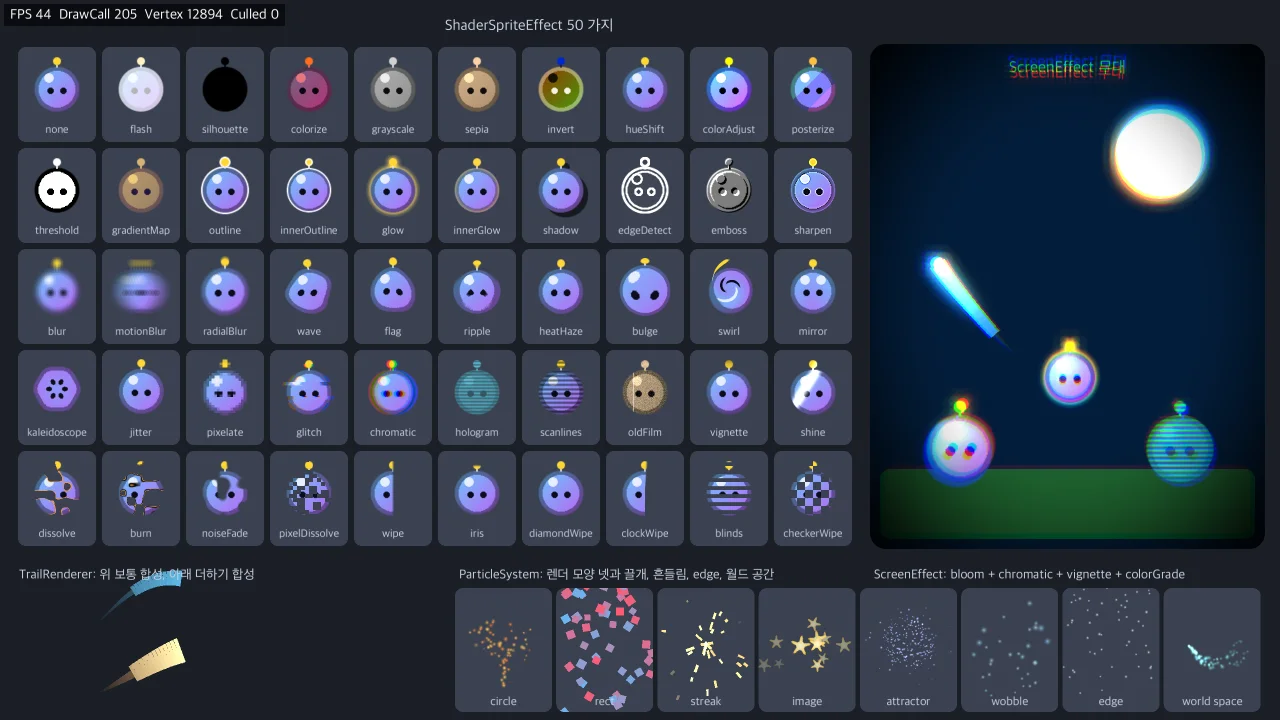 FPS 44 DrawCall 205 Vertex 12894 Culled 0
ShaderSpriteEffect 50 가지
none flash silhouette colorize grayscale sepia invert hueShift colorAdjust posterize
threshold gradientMap outline innerOutline glow innerGlow shadow edgeDetect emboss sharpen
blur motionBlur radialBlur wave flag ripple heatHaze bulge swirl mirror
kaleidoscope jitter pixelate glitch chromatic hologram scanlines oldFilm vignette shine
dissolve burn noiseFade pixelDissolve wipe iris diamondWipe clockWipe blinds checkerWipe
ScreenEffect 무대
TrailRenderer: 위 보통 합성, 아래 더하기 합성
ParticleSystem: 렌더 모양 넷과 끌개, 흔들림, edge, 월드 공간
circle rect streak image attractor wobble edge world space
ScreenEffect: bloom + chromatic + vignette + colorGrade